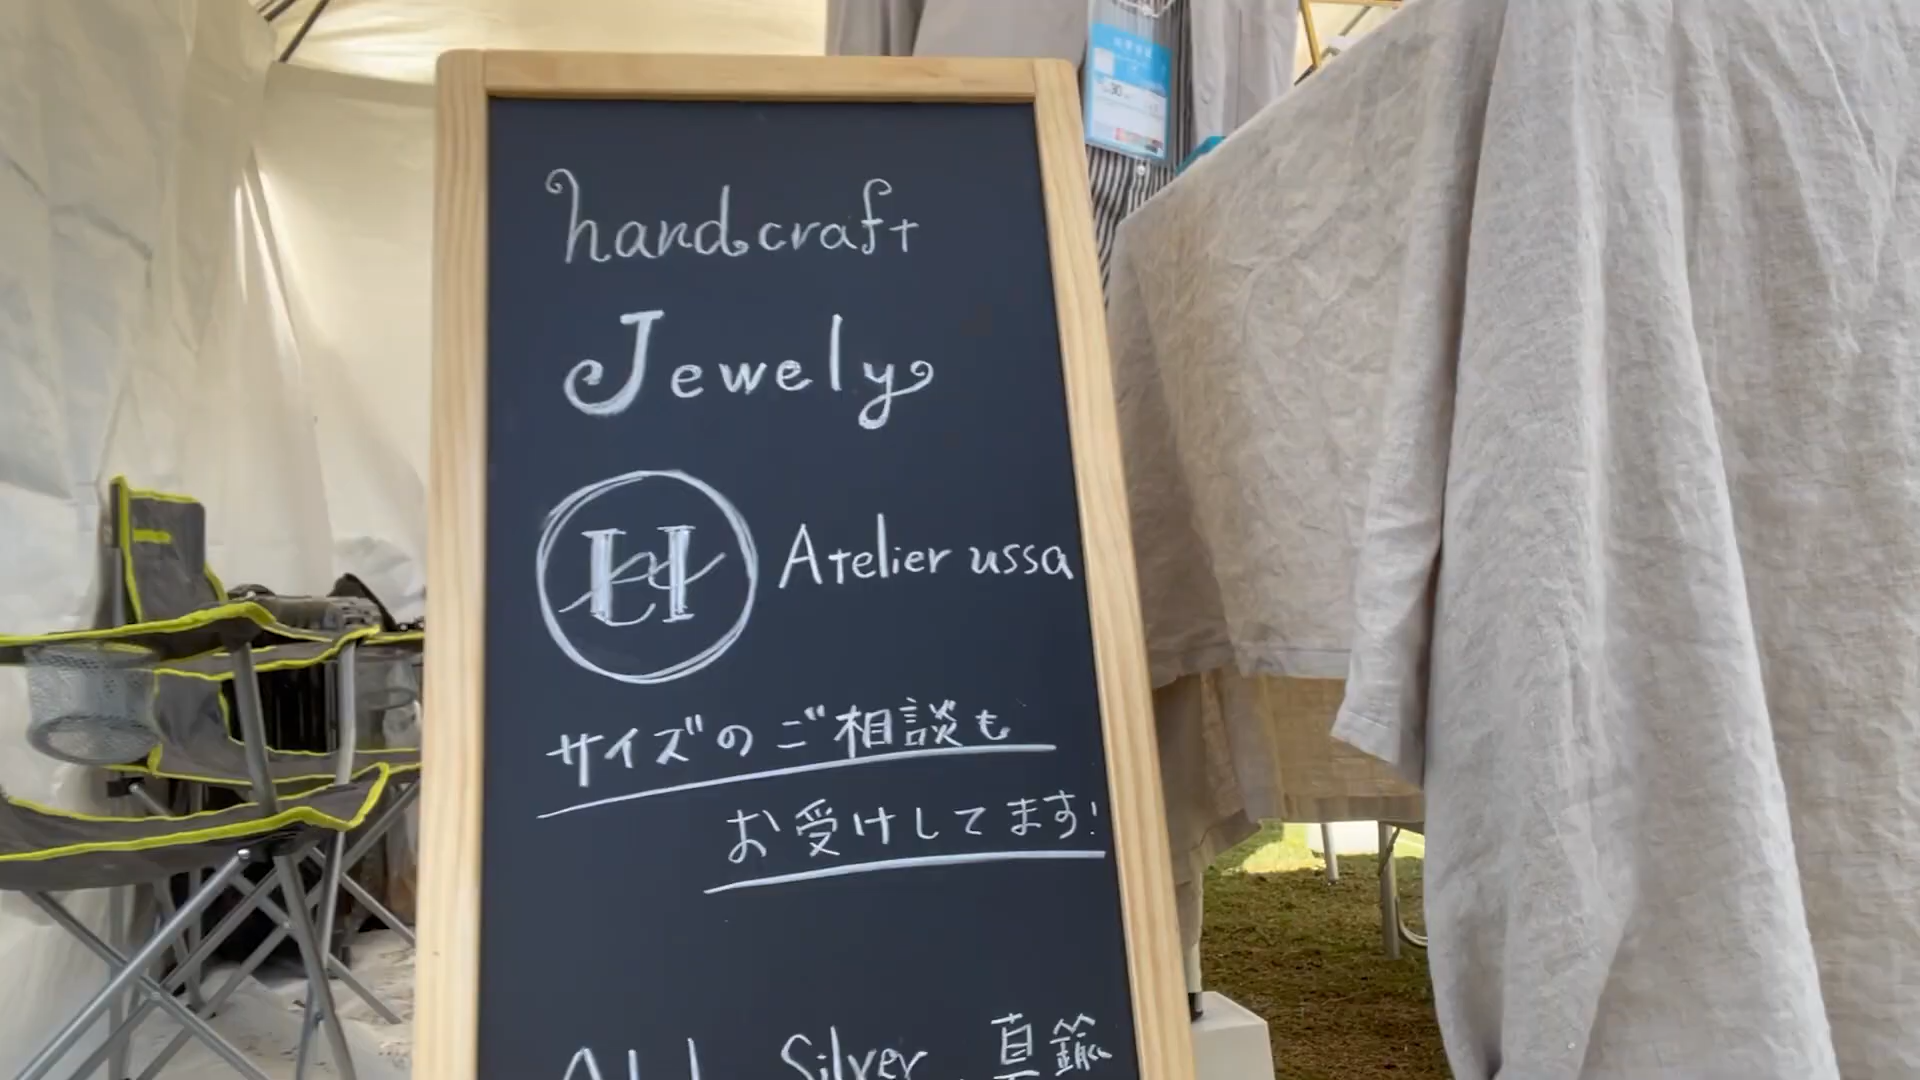 handcraft
Jewely
Atelier ussa
サイズのご相談も
お受けしてます!
Silver 真鍮